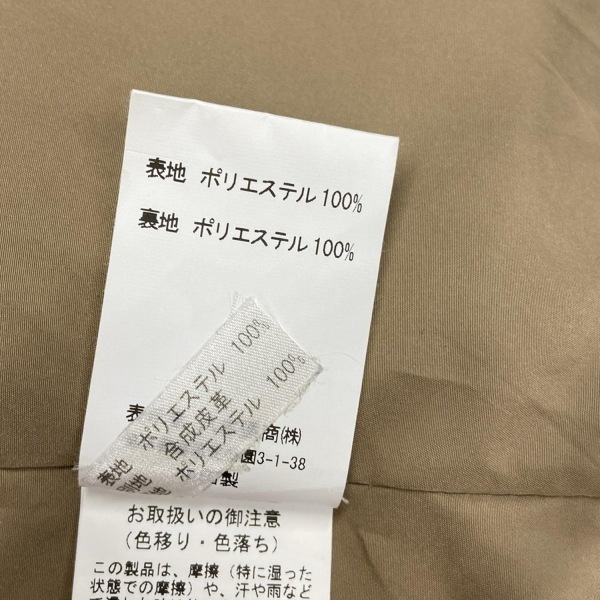 表地 ポリエステル 100%
裏地 ポリエステル 100%
表地 ポリエステル 100%
合成皮革
ポリエステル 100%
表
商(株)
園3-1-38
製
お取扱いの御注意
(色移り・色落ち)
この製品は、摩擦(特に湿った
状態での摩擦)や、汗や雨など